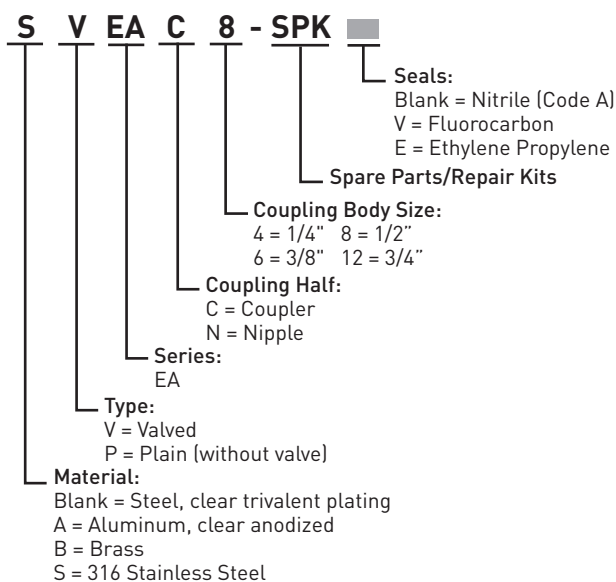 S V EA C 8 - SPK
Seals:
Blank = Nitrile (Code A)
V = Fluorocarbon
E = Ethylene Propylene
Spare Parts/Repair Kits
Coupling Body Size:
4 = 1/4" 8 = 1/2”
6 = 3/8" 12 = 3/4”
Coupling Half:
C = Coupler
N = Nipple
Series:
EA
Type:
V = Valved
P = Plain (without valve)
Material:
Blank = Steel, clear trivalent plating
A = Aluminum, clear anodized
B = Brass
S = 316 Stainless Steel